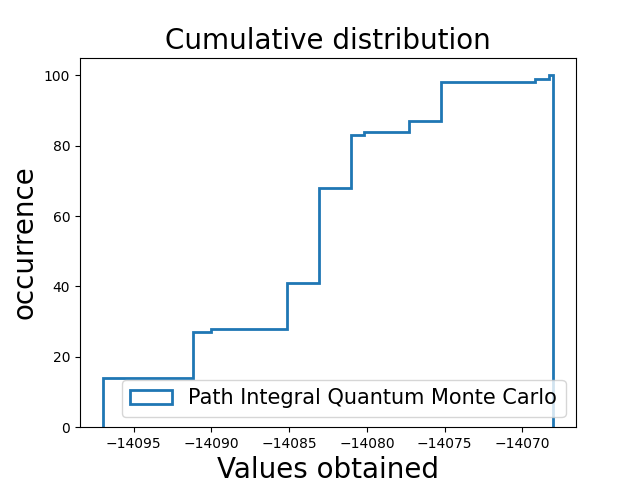 Cumulative distribution
occurrence
100
80
60
40
20
0
Path Integral Quantum Monte Carlo
−14095 −14090 −14085 −14080 −14075 −14070
Values obtained